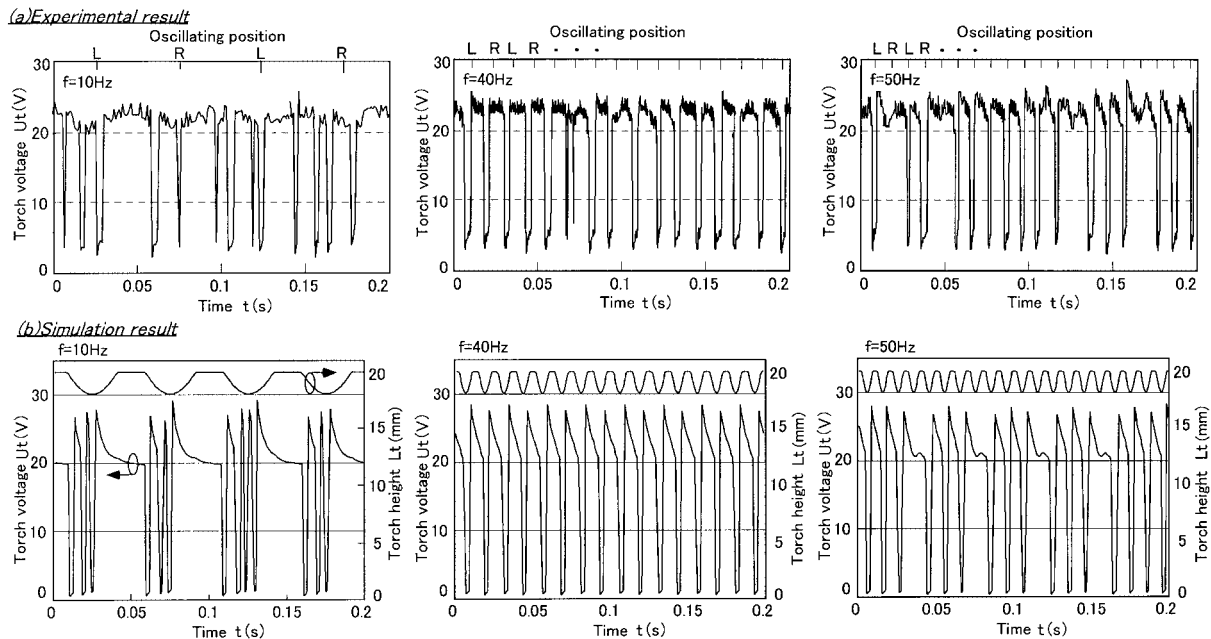 (a)Experimental result
Oscillating position
L R L R
f=10Hz
Torch voltage Ut(V)
30
20
10
0
0 0.05 0.1 0.15 0.2
Time t(s)
Oscillating position
L R L R • • •
f=40Hz
Torch voltage Ut(V)
30
20
10
0
0 0.05 0.1 0.15 0.2
Time t(s)
Oscillating position
L R L R • • •
f=50Hz
Torch voltage Ut(V)
30
20
10
0
0 0.05 0.1 0.15 0.2
Time t(s)
(b)Simulation result
f=10Hz
Torch voltage Ut(V)
30
20
10
0
20
15
10
5
0
Torch height Lt(mm)
0 0.05 0.1 0.15 0.2
Time t(s)
f=40Hz
Torch voltage Ut(V)
30
20
10
0
20
15
10
5
0
Torch height Lt(mm)
0 0.05 0.1 0.15 0.2
Time t(s)
f=50Hz
Torch voltage Ut(V)
30
20
10
0
20
15
10
5
0
Torch height Lt(mm)
0 0.05 0.1 0.15 0.2
Time t(s)